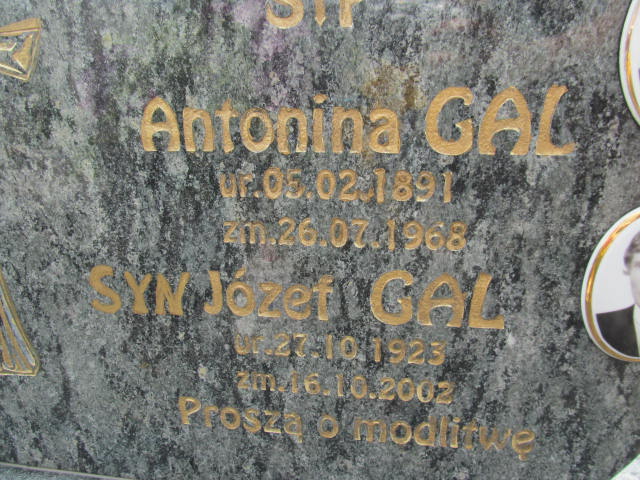 Antonina GAL
ur.05.02.1891
zm.26.07.1968
SYN Józef GAL
ur.27.10 1923
zm.16.10.2002
Proszą o modlitwę